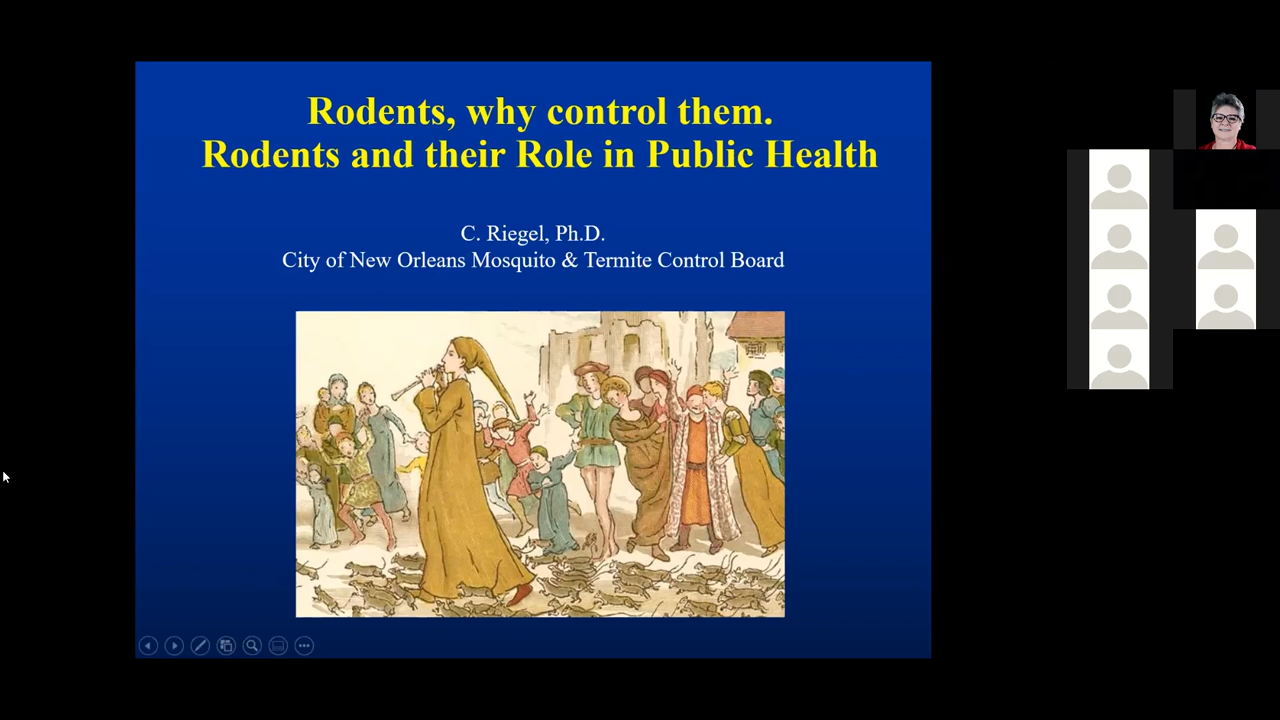 Rodents, why control them.
Rodents and their Role in Public Health
C. Riegel, Ph.D.
City of New Orleans Mosquito & Termite Control Board